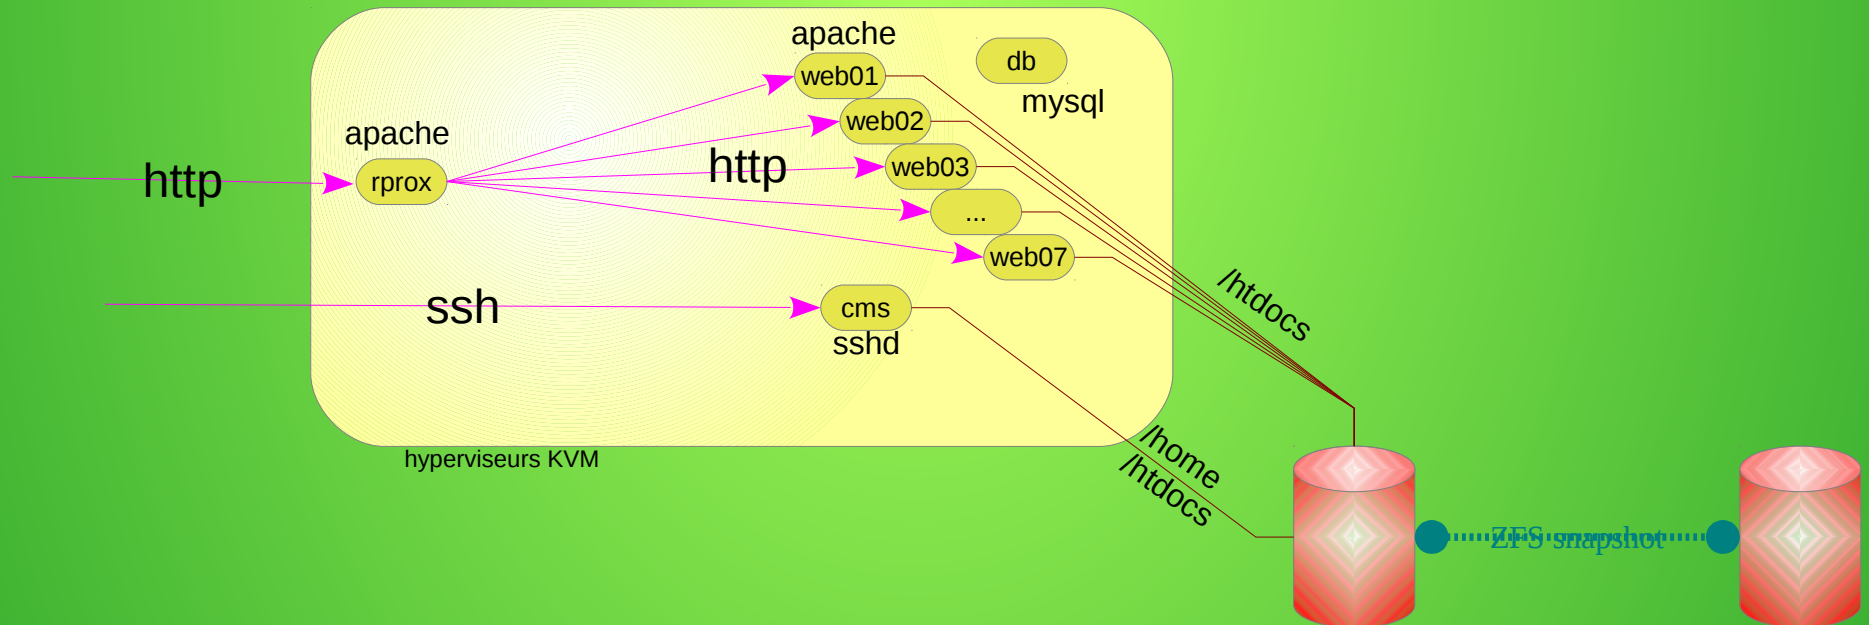 apache
web01
db
mysql
web02
apache
http
rprox
http
web03
...
web07
ssh
cms
sshd
/htdocs
/home
/htdocs
hyperviseurs KVM
ZFS snapshot